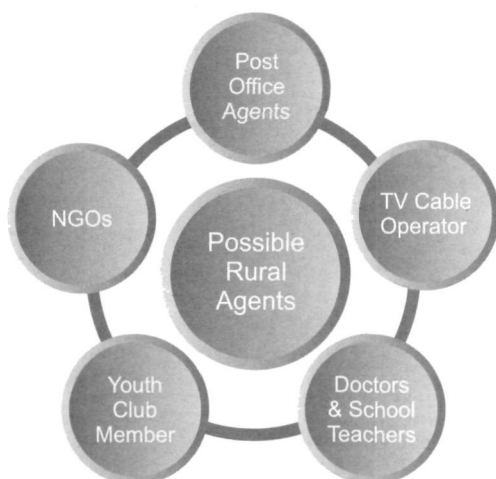 Post
Office
Agents
NGOs
TV Cable
Operator
Possible
Rural
Agents
Youth
Club
Member
Doctors
& School
Teachers